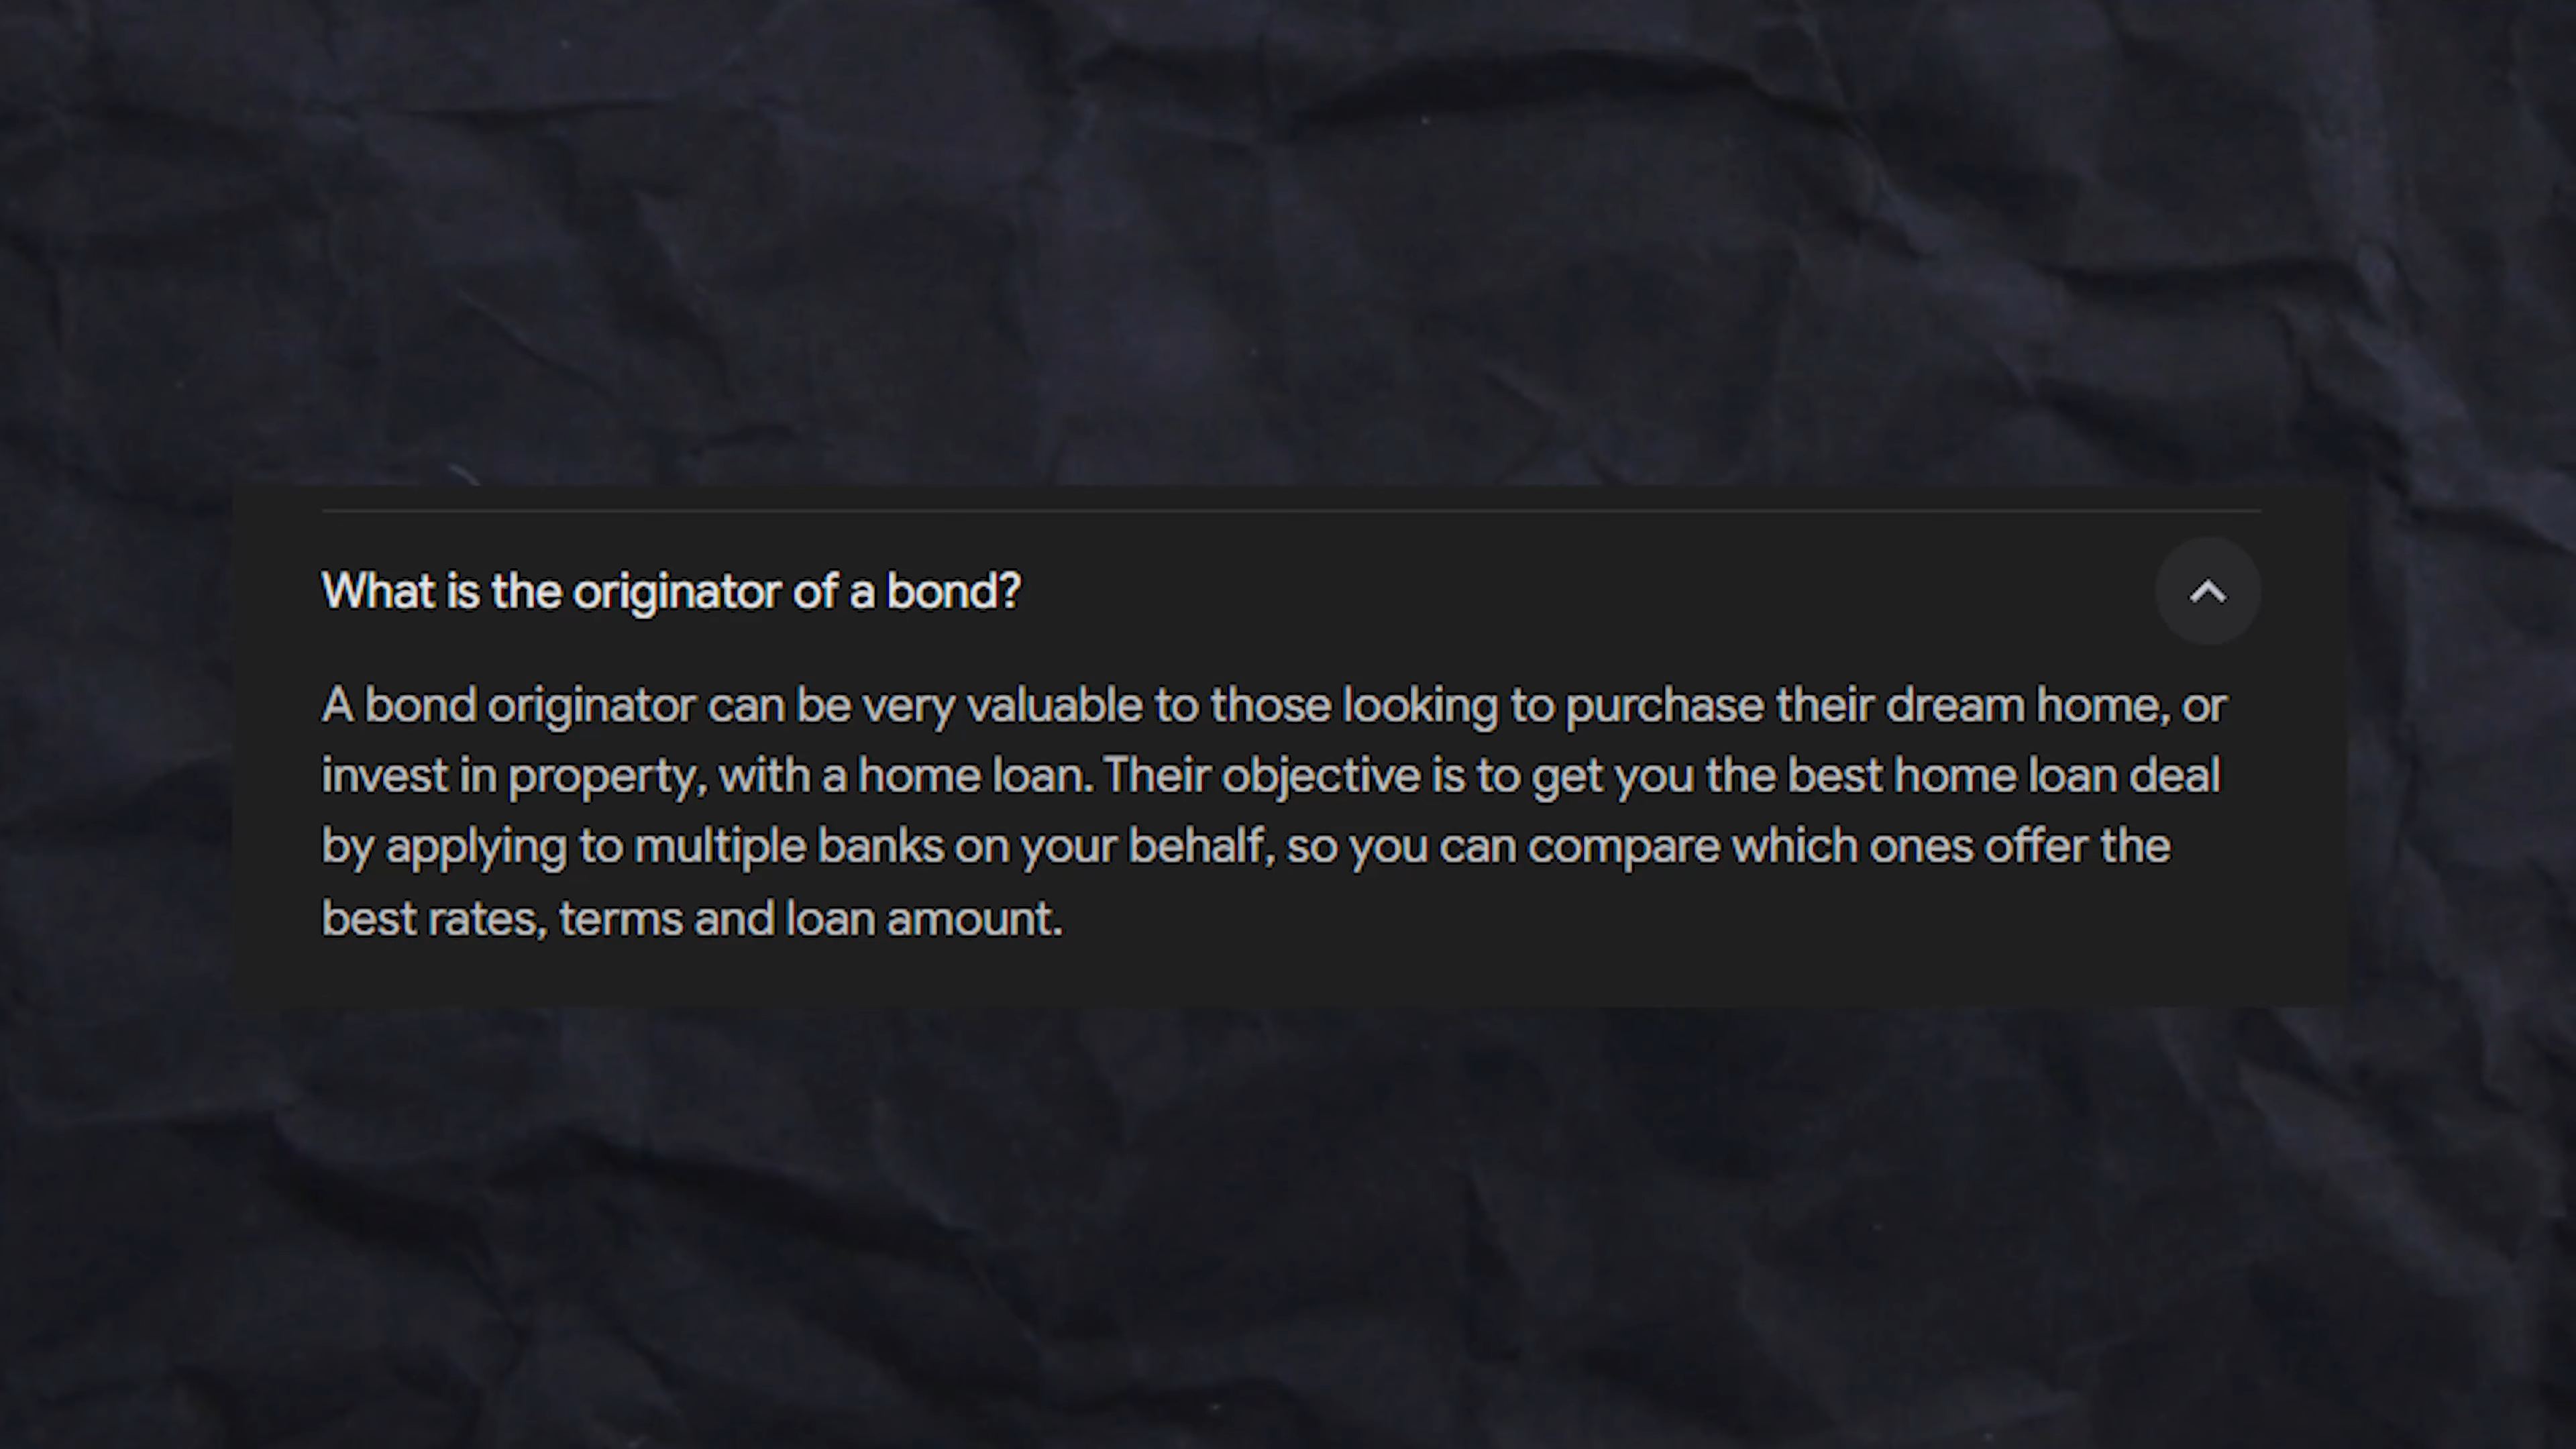 What is the originator of a bond?
A bond originator can be very valuable to those looking to purchase their dream home, or
invest in property, with a home loan. Their objective is to get you the best home loan deal
by applying to multiple banks on your behalf, so you can compare which ones offer the
best rates, terms and loan amount.